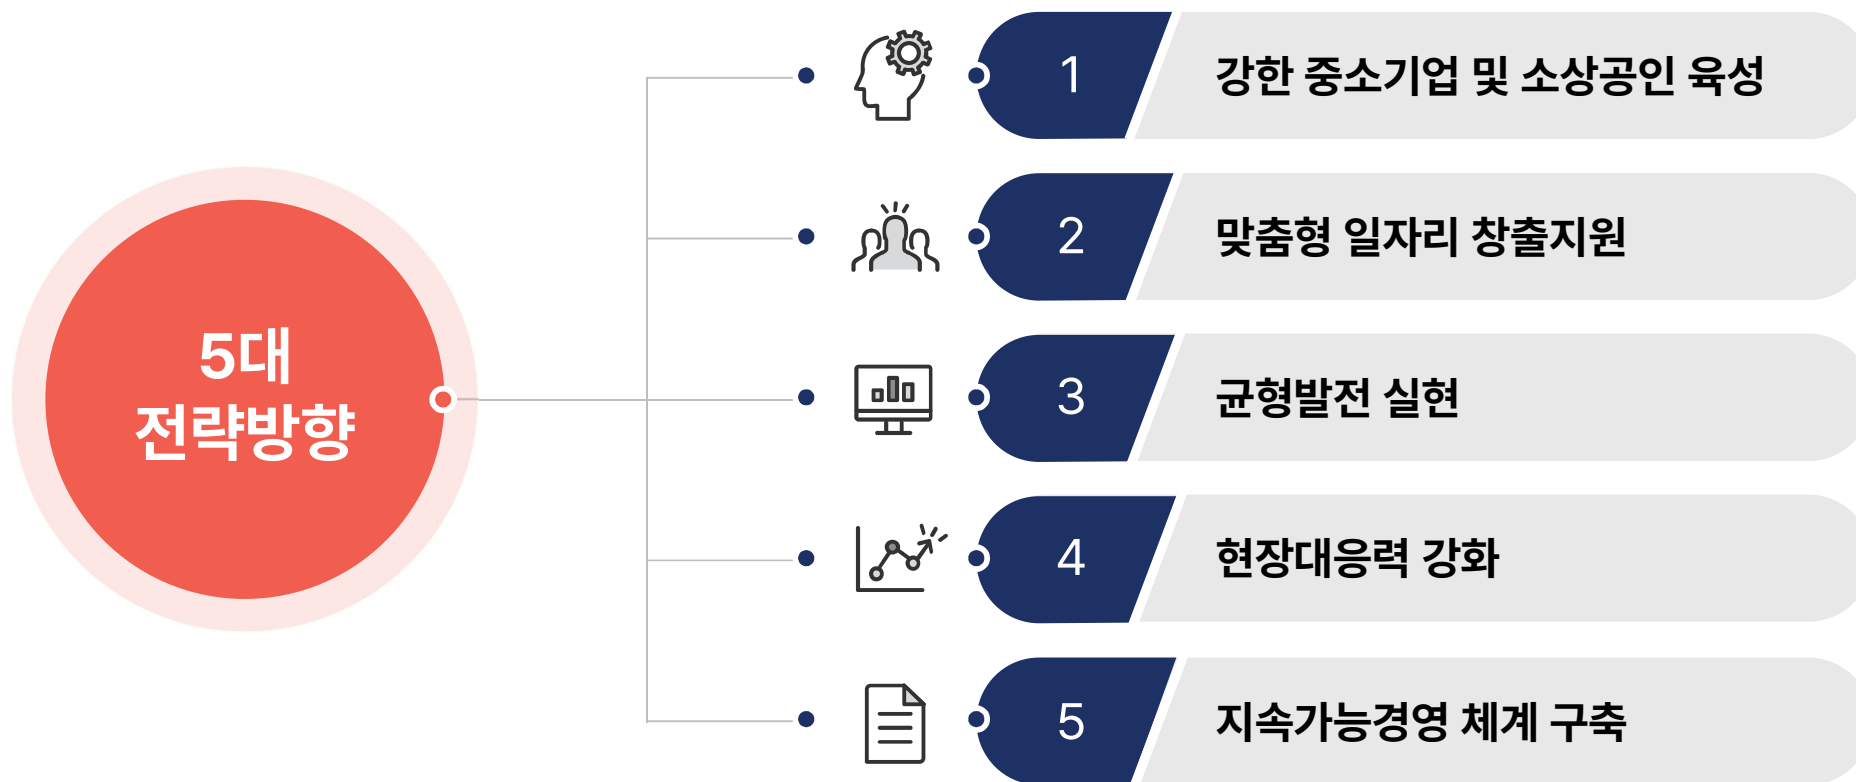 5대
전략방향
1
강한 중소기업 및 소상공인 육성
2
맞춤형 일자리 창출지원
3
균형발전 실현
4
현장대응력 강화
5
지속가능경영 체계 구축